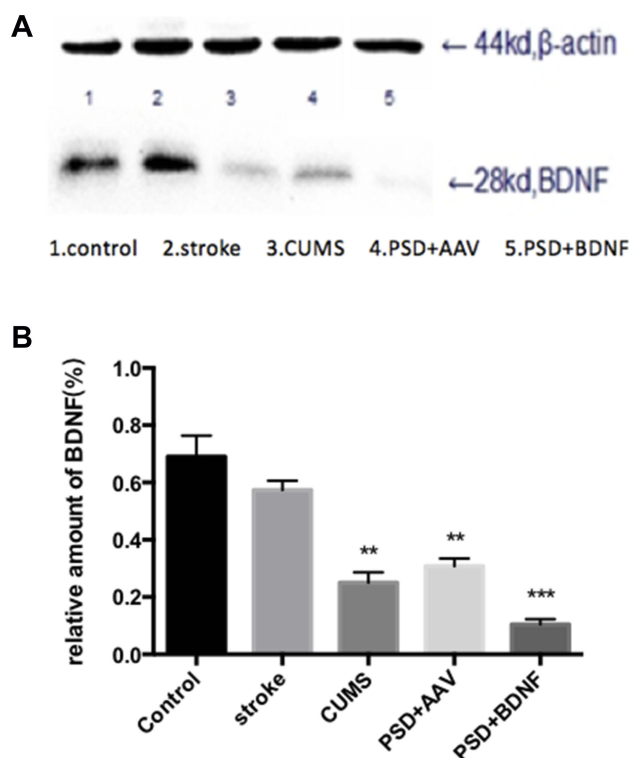 A
← 44kd,β-actin
1 2 3 4 5
←28kd,BDNF
1.control 2.stroke 3.CUMS 4.PSD+AAV 5.PSD+BDNF
B
relative amount of BDNF(%)
1.0
0.8
0.6
0.4
0.2
0.0
** ** ***
Control stroke CUMS PSD+AAV PSD+BDNF